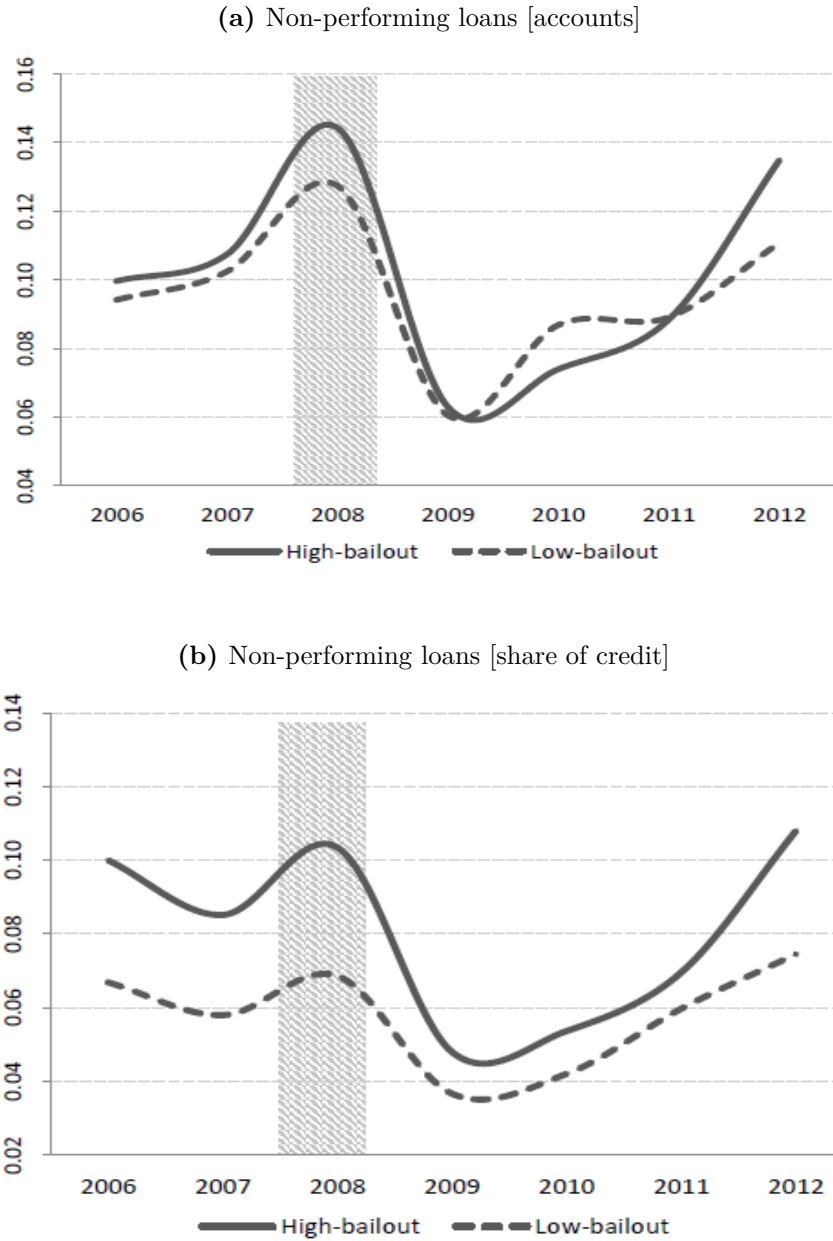 (a) Non-performing loans [accounts]
0.16
0.14
0.12
0.10
0.08
0.06
0.04
2006 2007 2008 2009 2010 2011 2012
High-bailout Low-bailout
(b) Non-performing loans [share of credit]
0.14
0.12
0.10
0.08
0.06
0.04
0.02
2006 2007 2008 2009 2010 2011 2012
High-bailout Low-bailout